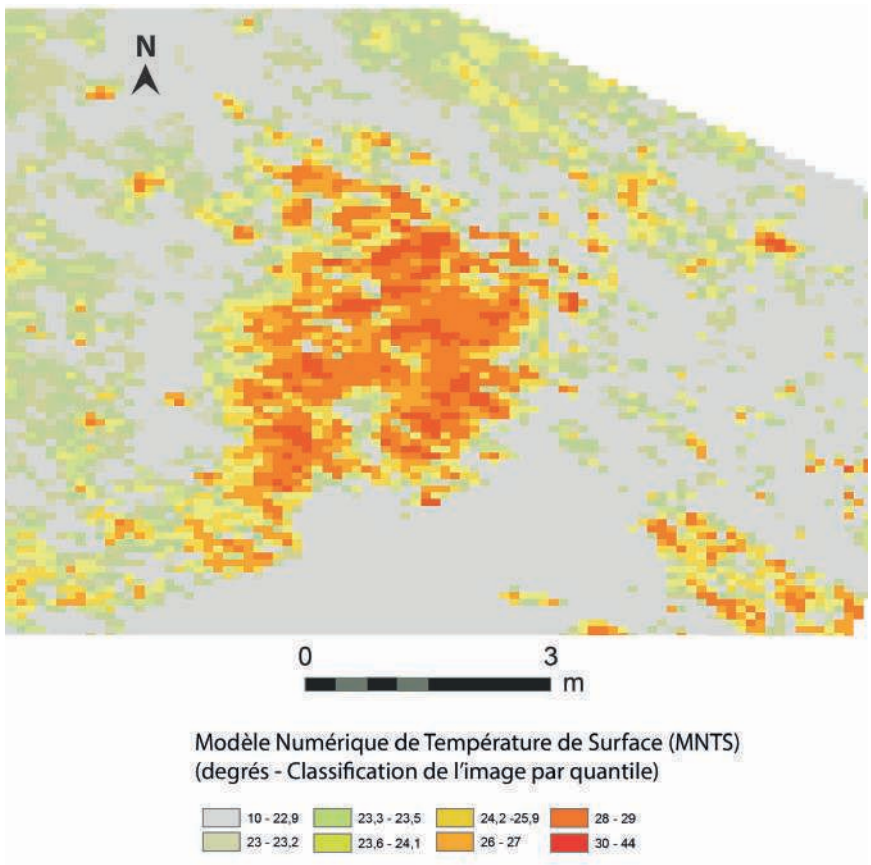 N
0 3
m
Modèle Numérique de Température de Surface (MNTS)
(degrés - Classification de l'image par quantile)
10 - 22,9 23,3 - 23,5 24,2 -25,9 28 - 29
23 - 23,2 23,6 - 24,1 26 - 27 30 - 44